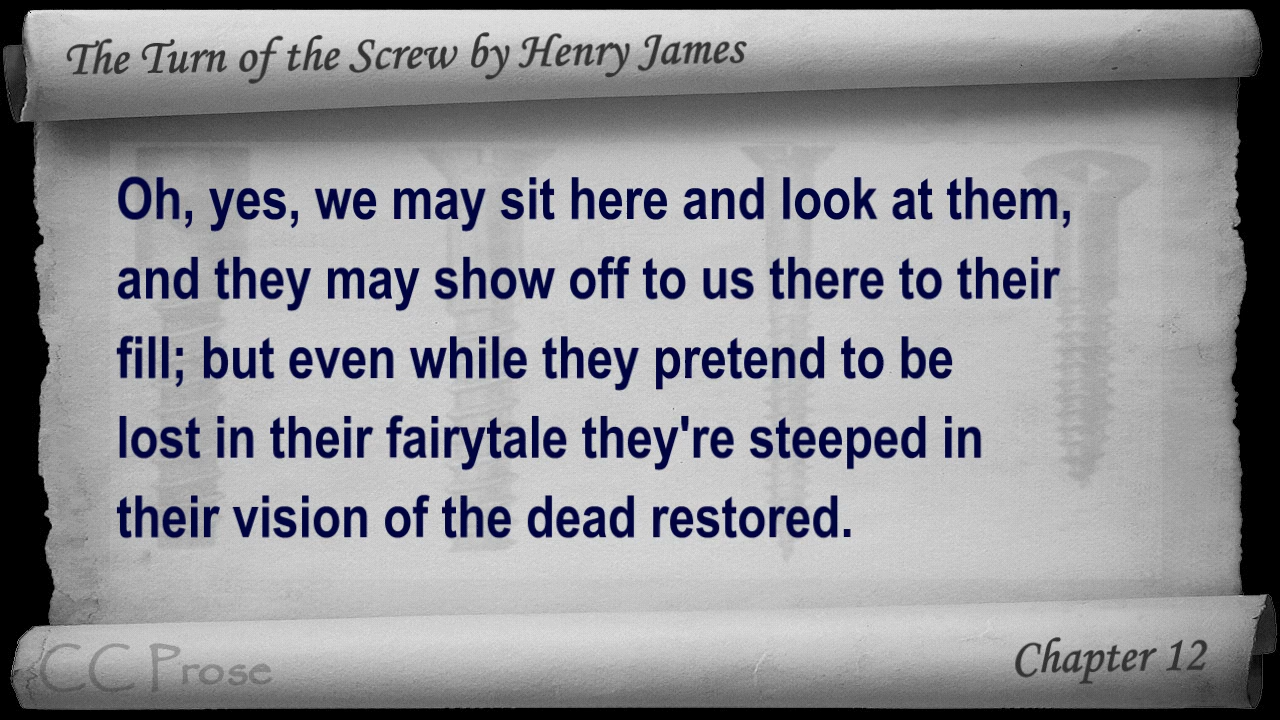 The Turn of the Screw by Henry James
Oh, yes, we may sit here and look at them,
and they may show off to us there to their
fill; but even while they pretend to be
lost in their fairytale they're steeped in
their vision of the dead restored.
CC Prose
Chapter 12